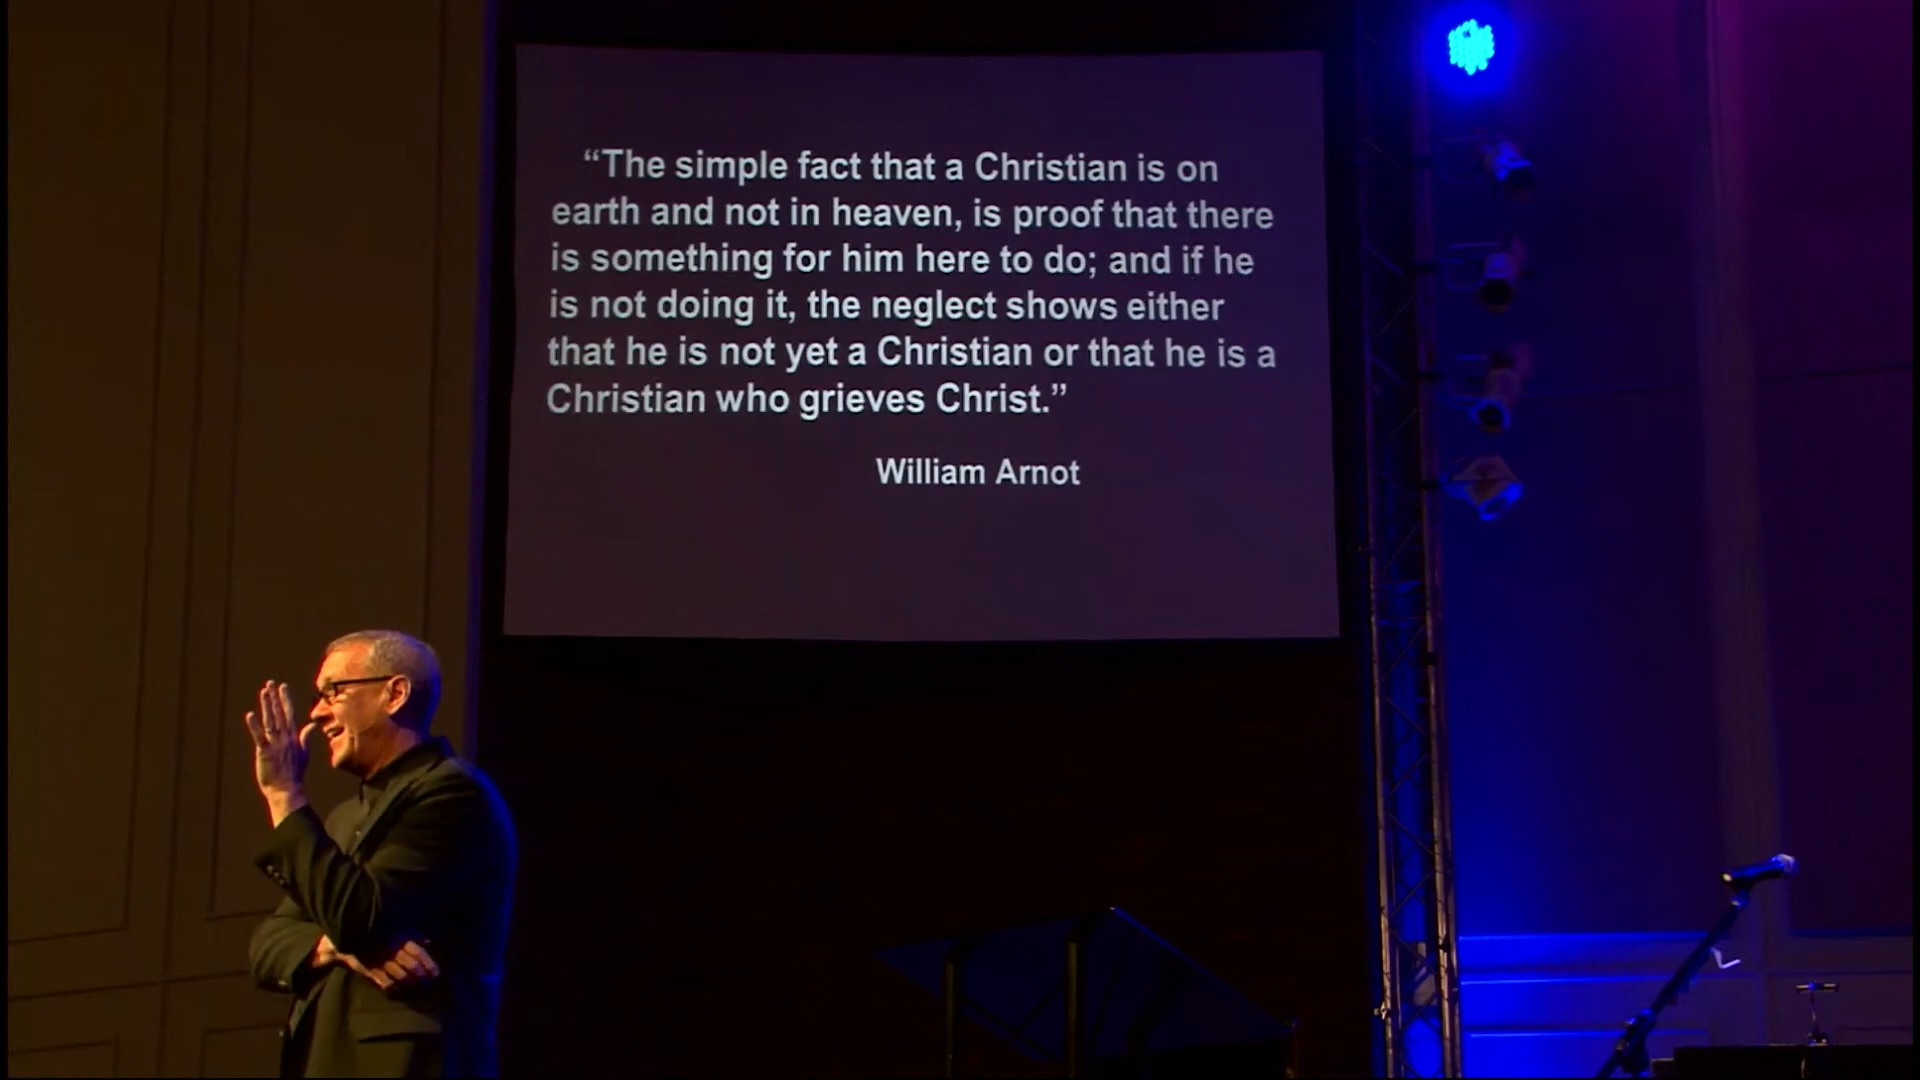 “The simple fact that a Christian is on
earth and not in heaven, is proof that there
is something for him here to do; and if he
is not doing it, the neglect shows either
that he is not yet a Christian or that he is a
Christian who grieves Christ.”
William Arnot